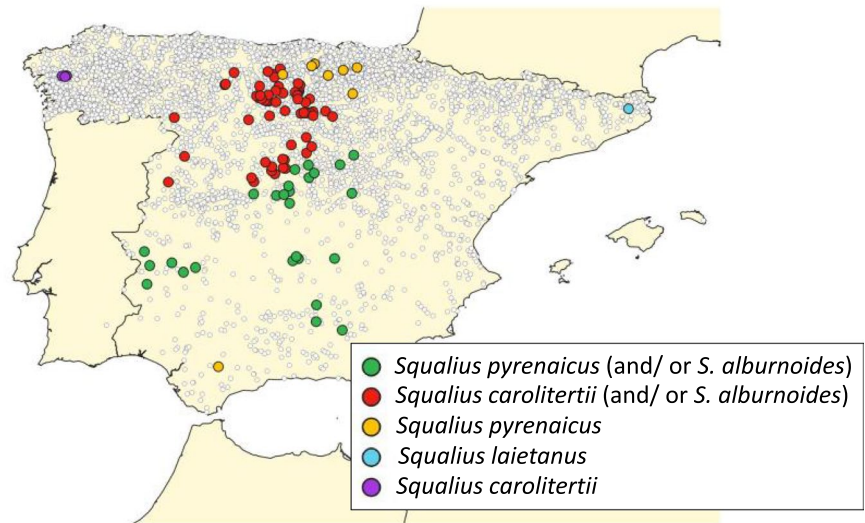 Squalius pyrenaicus (and/ or S. alburnoides)
Squalius carolitertii (and/ or S. alburnoides)
Squalius pyrenaicus
Squalius laietanus
Squalius carolitertii